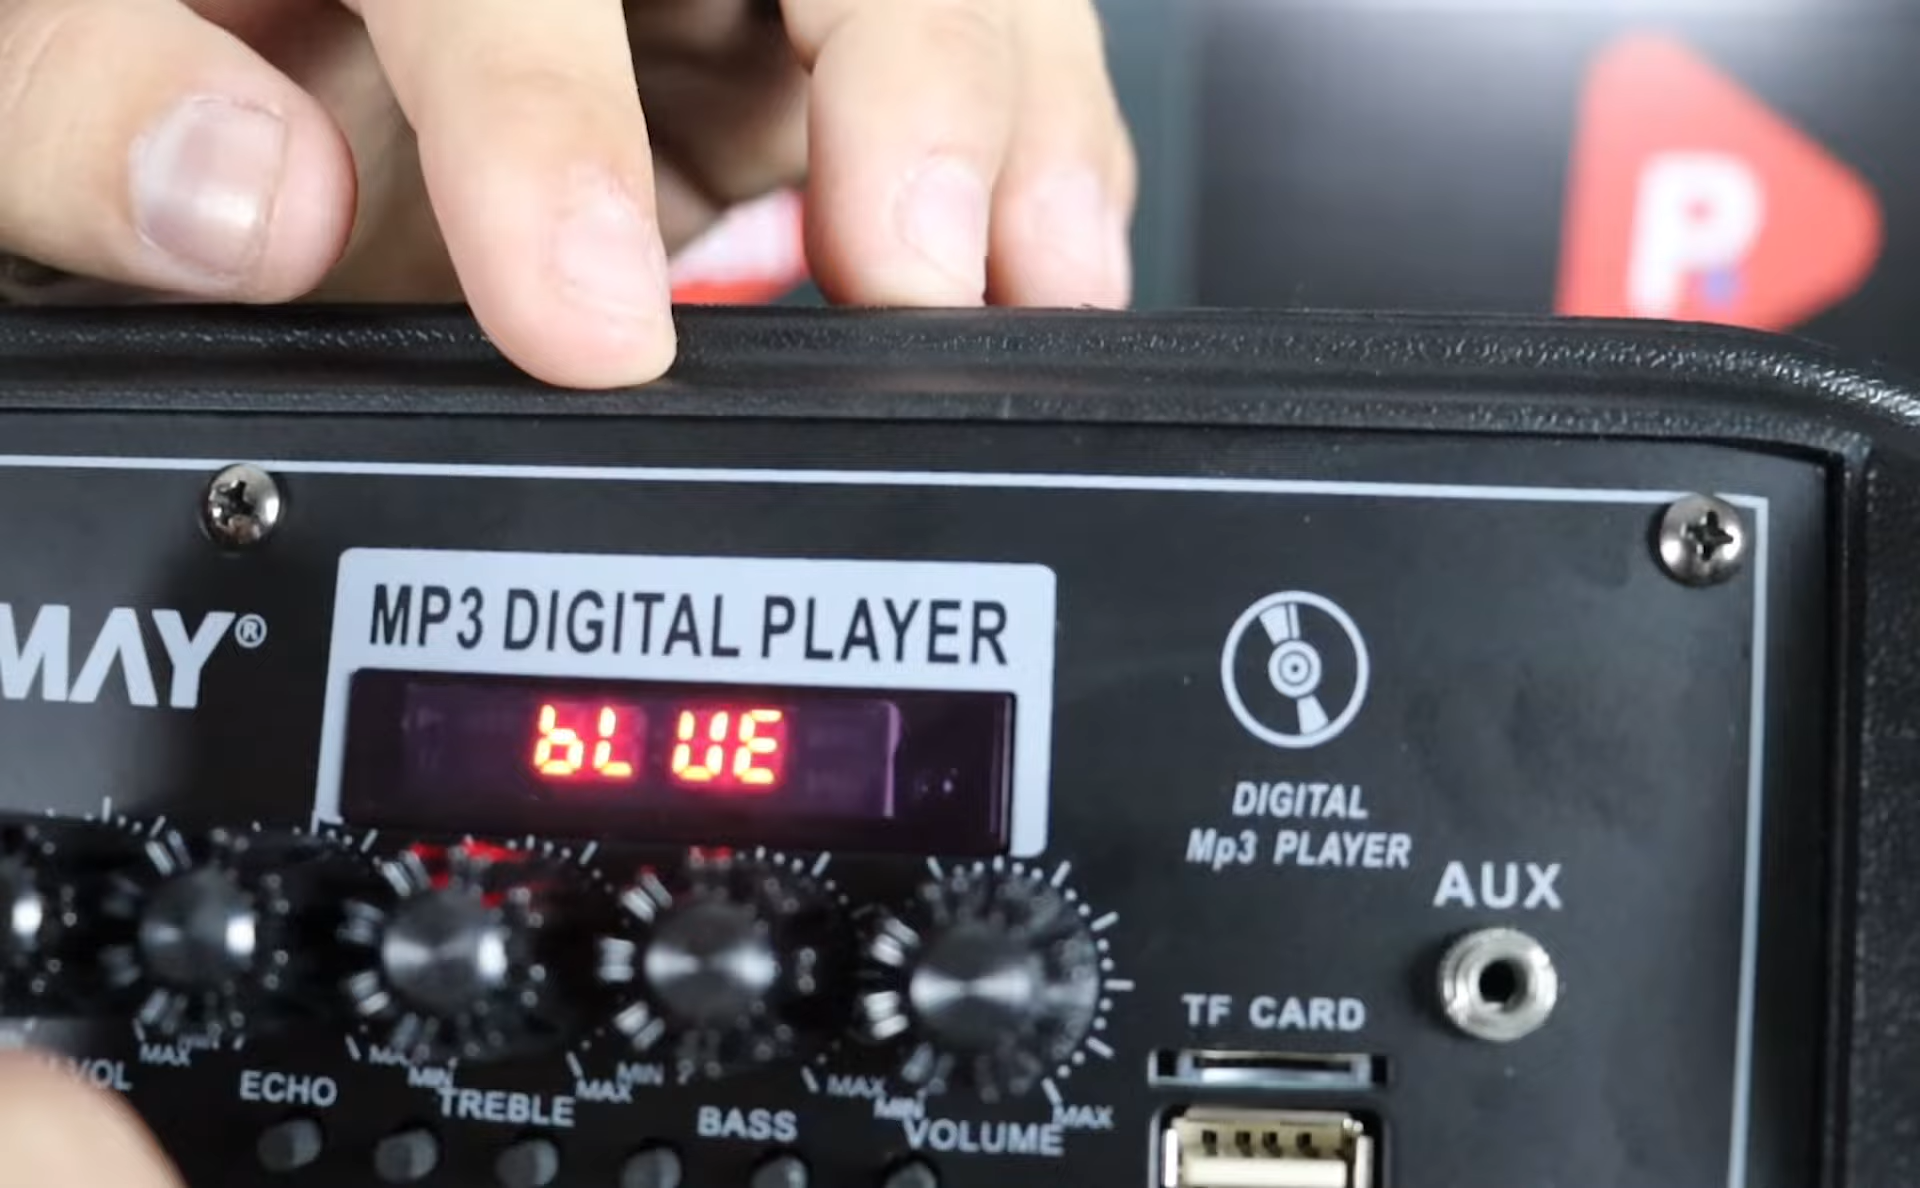 MAY®
MP3 DIGITAL PLAYER
bLUE
DIGITAL
Mp3 PLAYER
AUX
TF CARD
VOL
MAX
ECHO
MIN
TREBLE
MAX
MIN
BASS
MAX
MIN
VOLUME
MAX
P